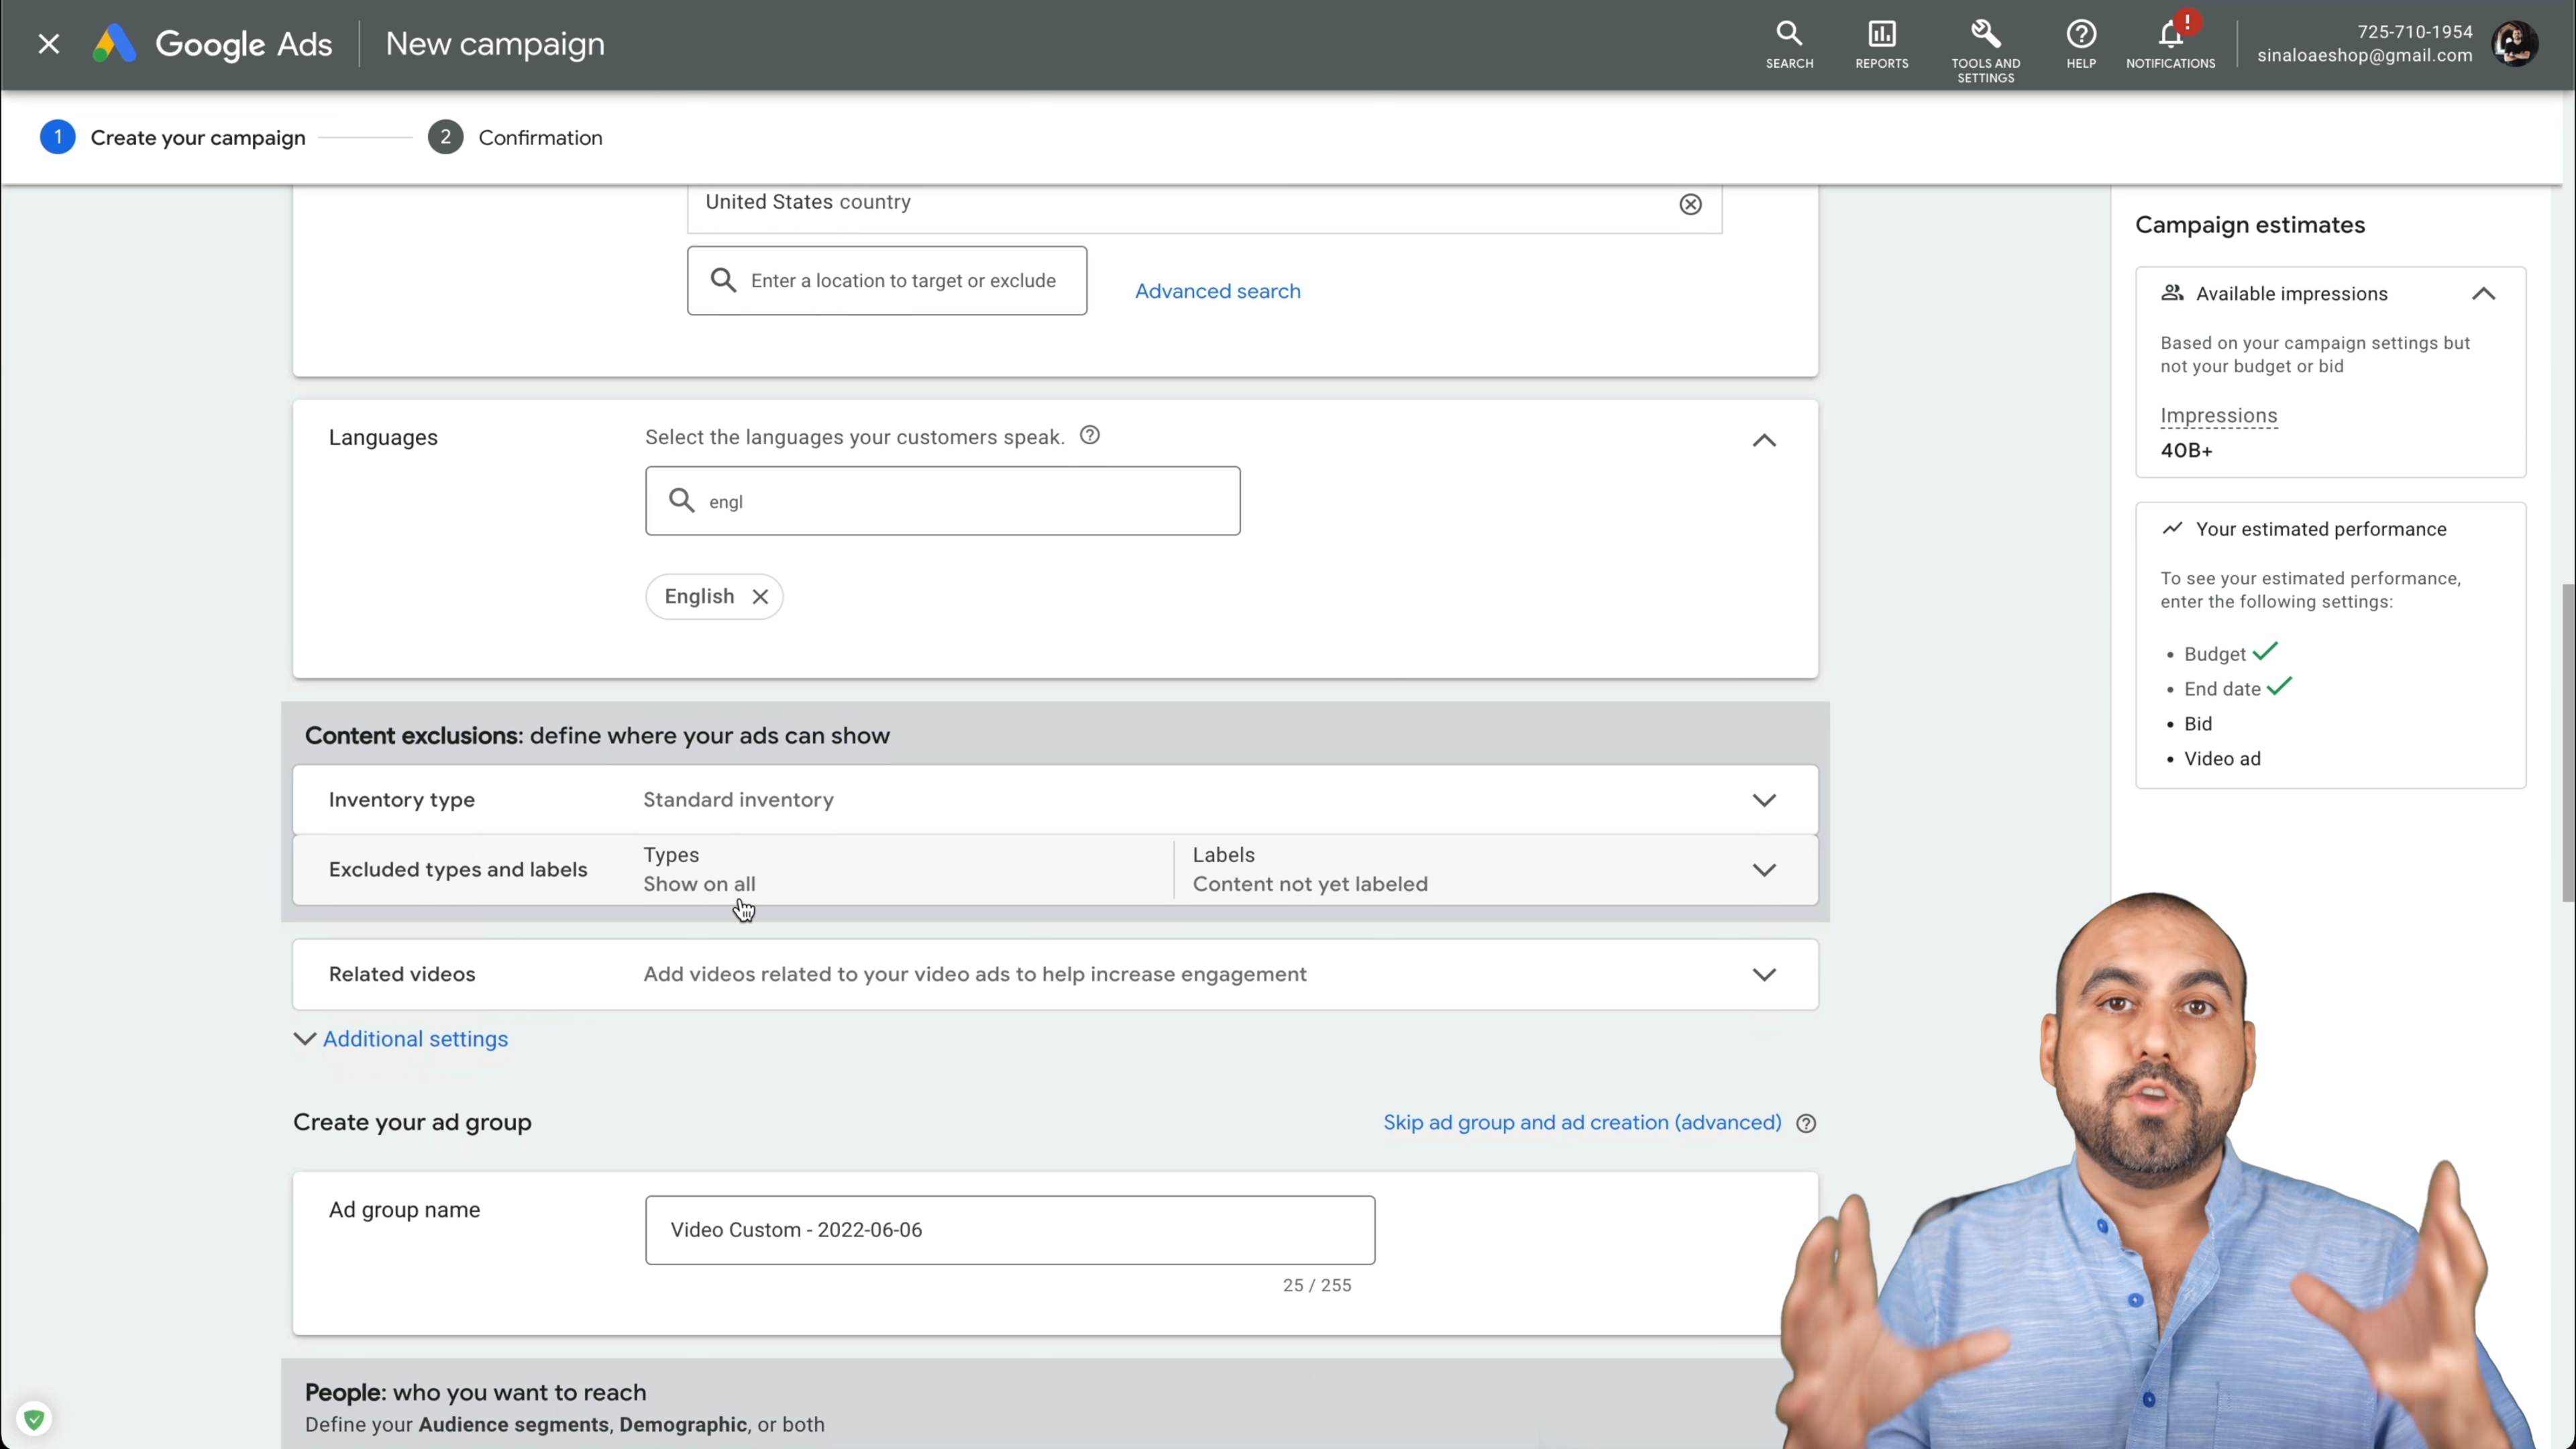 Google Ads
New campaign
SEARCH
REPORTS
TOOLS AND
SETTINGS
HELP
!
NOTIFICATIONS
725-710-1954
sinaloaeshop@gmail.com
1 Create your campaign
2 Confirmation
United States country
Enter a location to target or exclude
Advanced search
Languages
Select the languages your customers speak.
engl
English
Content exclusions: define where your ads can show
Inventory type
Standard inventory
Excluded types and labels
Types
Show on all
Labels
Content not yet labeled
Related videos
Add videos related to your video ads to help increase engagement
Additional settings
Create your ad group
Skip ad group and ad creation (advanced)
Ad group name
Video Custom - 2022-06-06
25 / 255
People: who you want to reach
Define your Audience segments, Demographic, or both
Campaign estimates
Available impressions
Based on your campaign settings but
not your budget or bid
Impressions
40B+
Your estimated performance
To see your estimated performance,
enter the following settings:
• Budget
• End date
• Bid
• Video ad